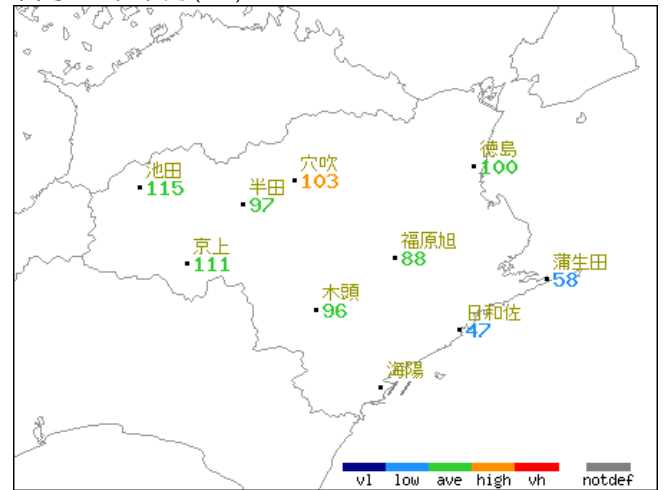 池田
115
半田
97
穴吹
103
徳島
100
京上
111
福原旭
88
蒲生田
58
木頭
96
日和佐
47
海陽
vl low ave high vh notdef